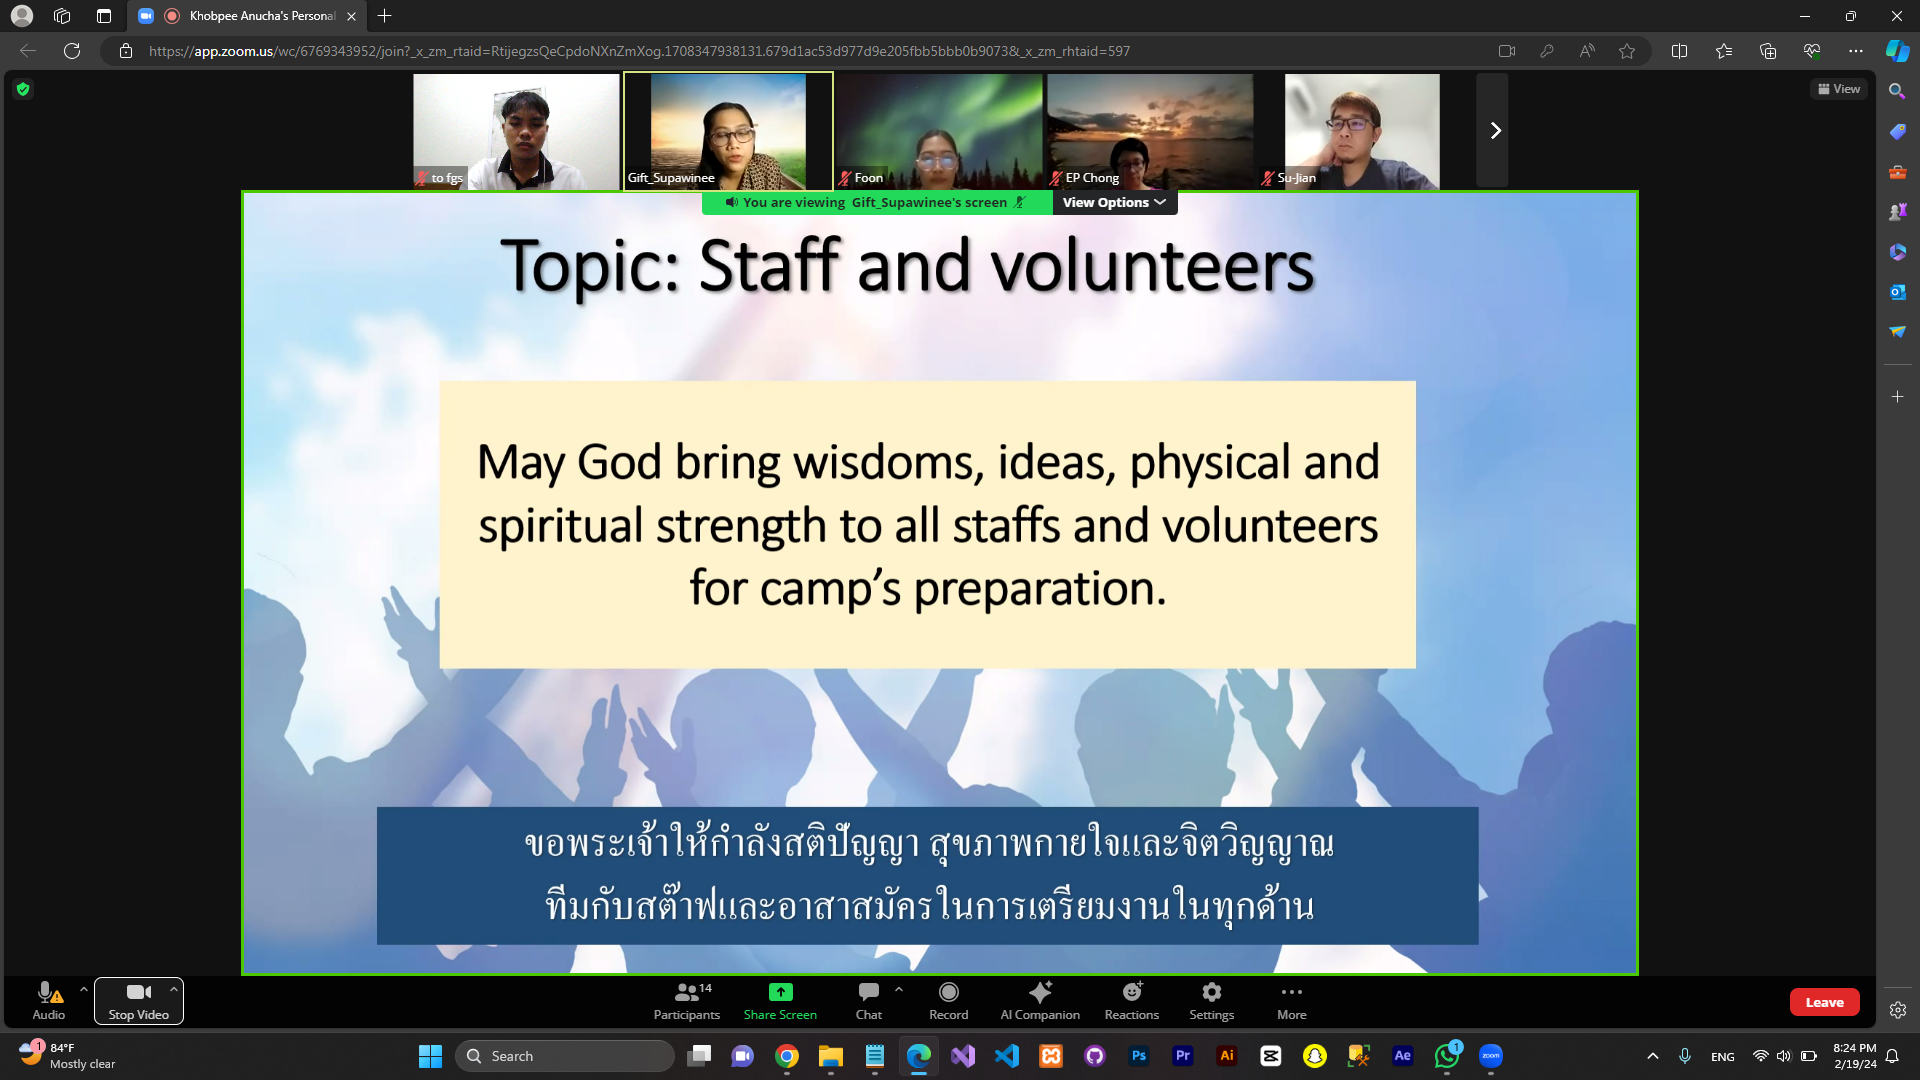 Khobpee Anucha's Personal
https://app.zoom.us/wc/6769343952/join?_x_zm_rtaid=RtijegzsQeCpdoNXnZmXog.1708347938131.679d1ac53d977d9e205fbb5bbb0b9073&_x_zm_rhtaid=597
View
to fgs
Gift_Supawinee
Foon
EP Chong
Su-Jian
You are viewing Gift_Supawinee's screen
View Options
Topic: Staff and volunteers
May God bring wisdoms, ideas, physical and
spiritual strength to all staffs and volunteers
for camp's preparation.
ขอพระเจ้าให้กำลังสติปัญญา สุขภาพกายใจและจิตวิญญาณ
ทีมกับสต๊าฟและอาสาสมัครในการเตรียมงานในทุกด้าน
Audio
Stop Video
14
Participants
Share Screen
Chat
Record
AI Companion
Reactions
Settings
More
Leave
1
84°F
Mostly clear
Search
Ps
Pr
Ai
Ae
1
zoom
ENG
8:24 PM
2/19/24